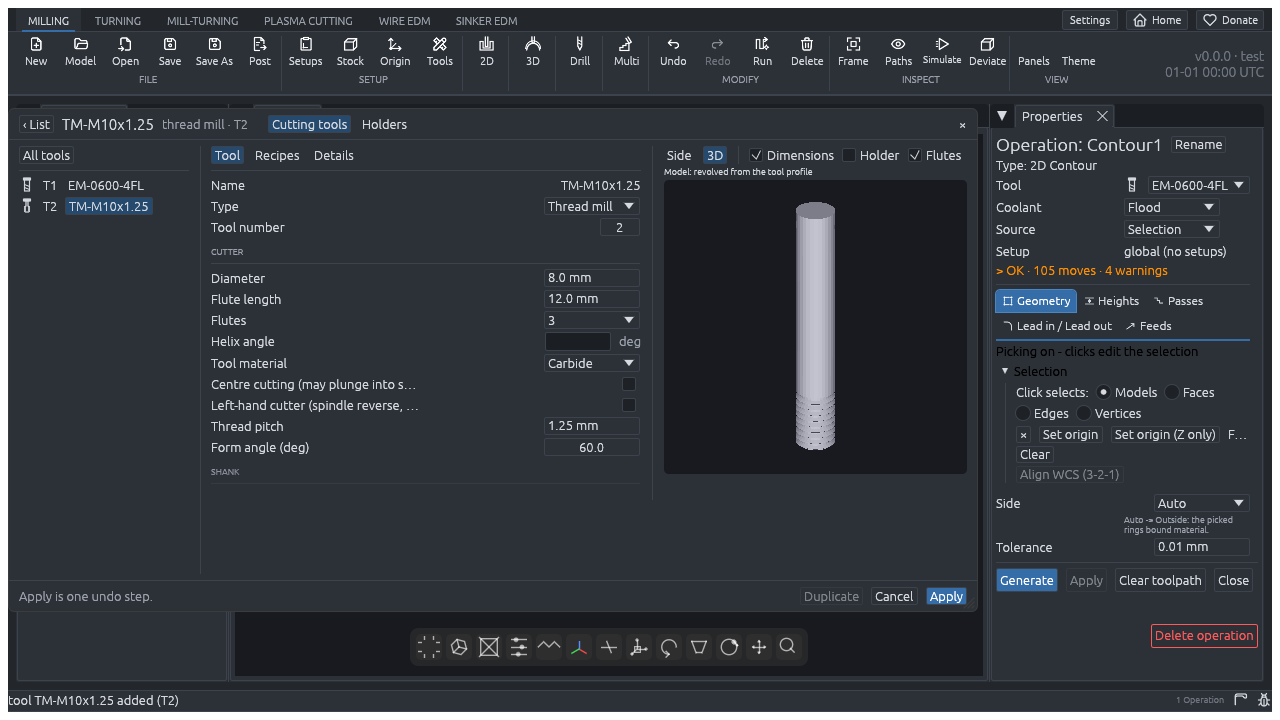 MILLING TURNING MILL-TURNING PLASMA CUTTING WIRE EDM SINKER EDM Settings Home Donate
New Model Open Save Save As Post Setups Stock Origin Tools 2D 3D Drill Multi Undo Redo Run Delete Frame Paths Simulate Deviate Panels Theme
FILE SETUP MODIFY INSPECT VIEW
v0.0.0 · test
01-01 00:00 UTC
‹ List TM-M10x1.25 thread mill · T2 Cutting tools Holders ×
All tools
T1 EM-0600-4FL
T2 TM-M10x1.25
Tool Recipes Details
Name TM-M10x1.25
Type Thread mill
Tool number 2
CUTTER
Diameter 8.0 mm
Flute length 12.0 mm
Flutes 3
Helix angle deg
Tool material Carbide
Centre cutting (may plunge into s...
Left-hand cutter (spindle reverse, ...
Thread pitch 1.25 mm
Form angle (deg) 60.0
SHANK
Side 3D Dimensions Holder Flutes
Model: revolved from the tool profile
Apply is one undo step. Duplicate Cancel Apply
Properties
Operation: Contour1 Rename
Type: 2D Contour
Tool EM-0600-4FL
Coolant Flood
Source Selection
Setup global (no setups)
> OK · 105 moves · 4 warnings
Geometry Heights Passes
Lead in / Lead out Feeds
Picking on - clicks edit the selection
Selection
Click selects: Models Faces
Edges Vertices
× Set origin Set origin (Z only) F...
Clear
Align WCS (3-2-1)
Side Auto
Auto -> Outside: the picked
rings bound material.
Tolerance 0.01 mm
Generate Apply Clear toolpath Close
Delete operation
tool TM-M10x1.25 added (T2) 1 Operation